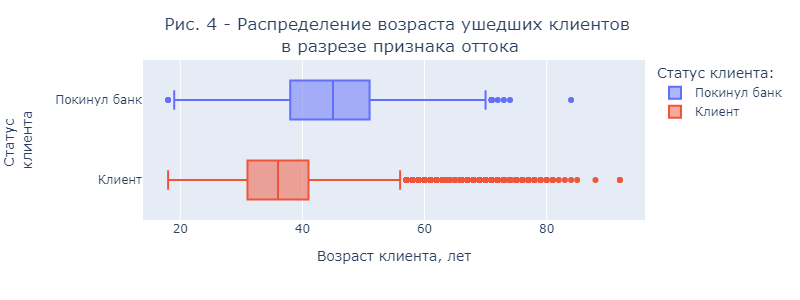 Рис. 4 - Распределение возраста ушедших клиентов
в разрезе признака оттока
Статус клиента:
Покинул банк
Клиент
Статус
клиента
Покинул банк
Клиент
20
40
60
80
Возраст клиента, лет